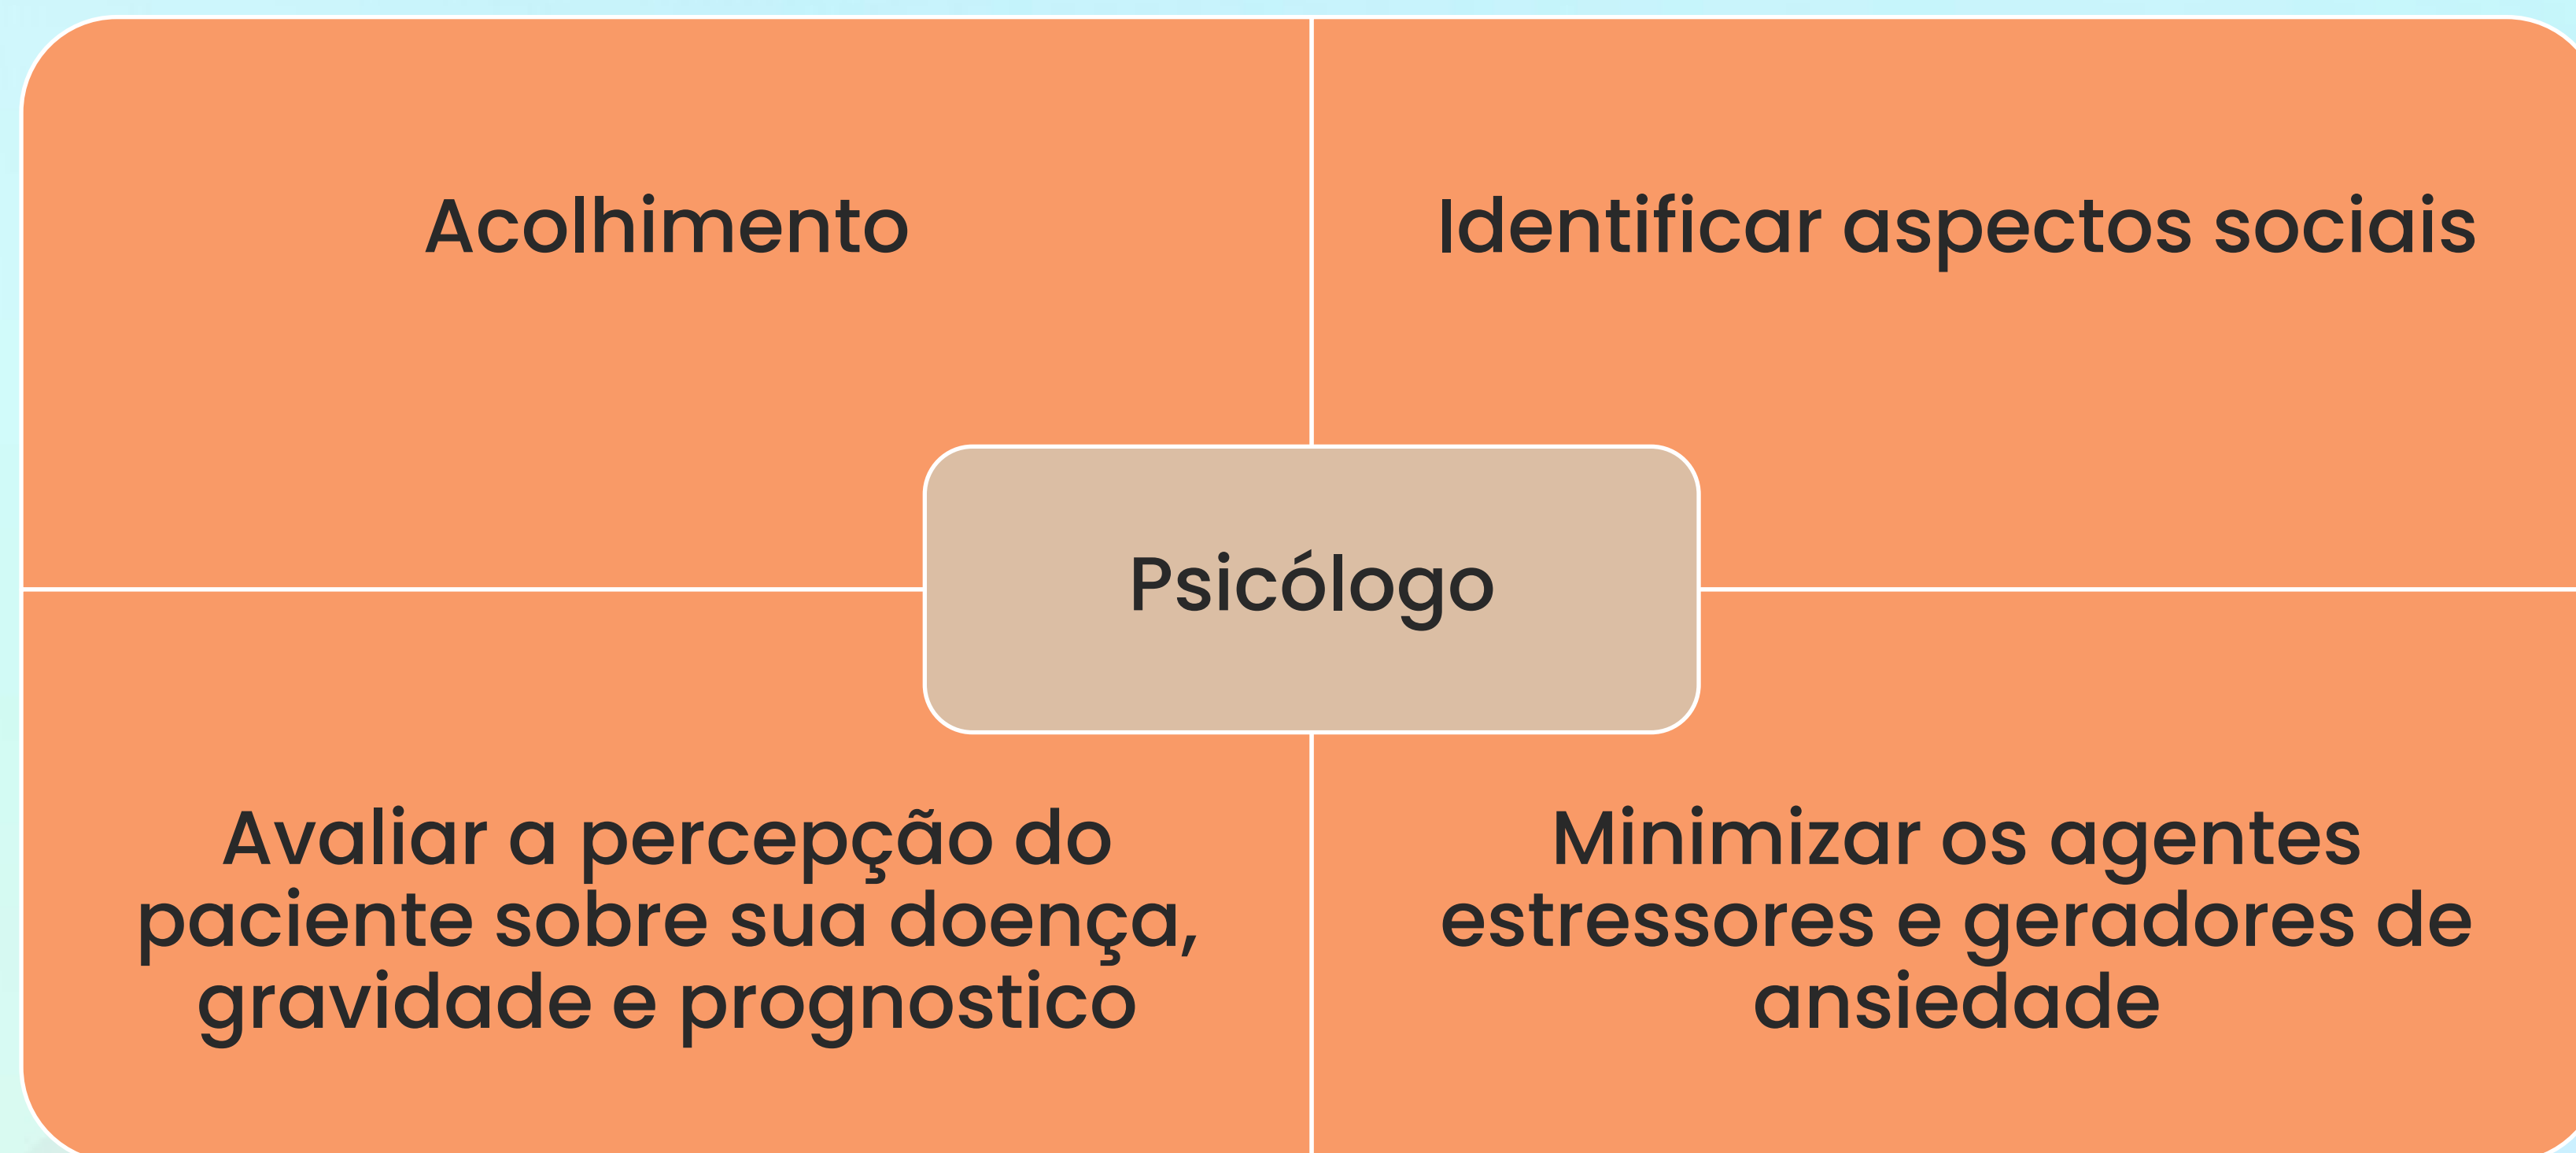 Acolhimento
Identificar aspectos sociais
Psicólogo
Avaliar a percepção do
paciente sobre sua doença,
gravidade e prognostico
Minimizar os agentes
estressores e geradores de
ansiedade